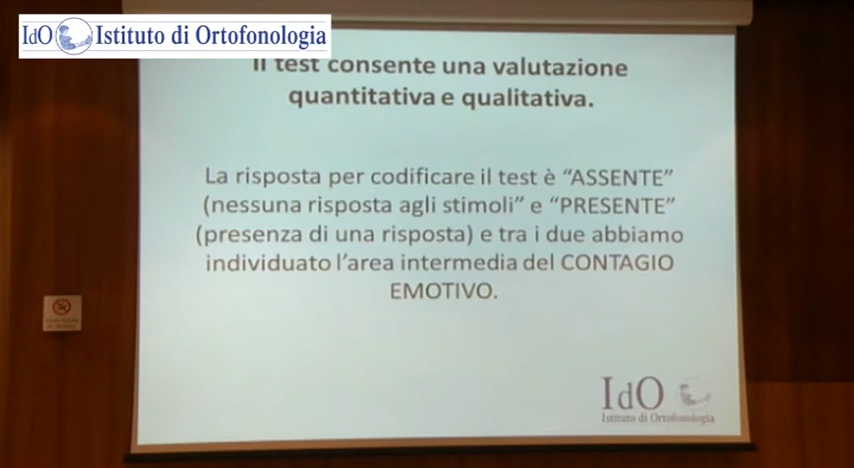 IdO Istituto di Ortofonologia
Il test consente una valutazione
quantitativa e qualitativa.
La risposta per codificare il test è “ASSENTE”
(nessuna risposta agli stimoli” e “PRESENTE”
(presenza di una risposta) e tra i due abbiamo
individuato l’area intermedia del CONTAGIO
EMOTIVO.
IdO
Istituto di Ortofonologia